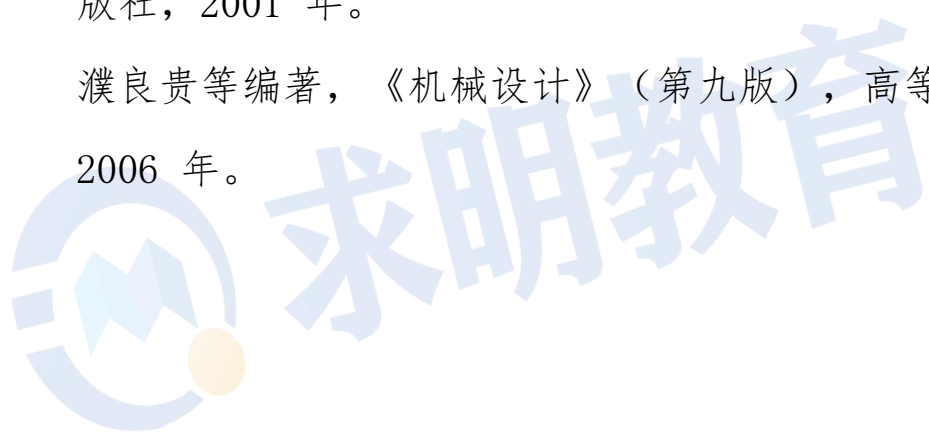 版社，2001 年。
濮良贵等编著，《机械设计》（第九版），高等
2006 年。
求明教育